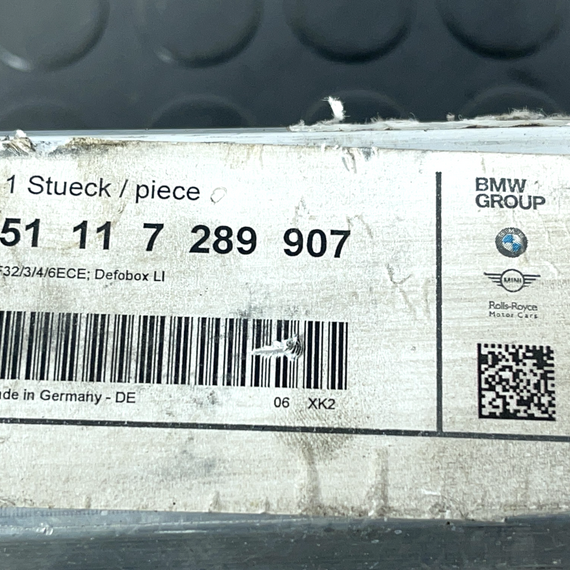 1 Stueck / piece
51 11 7 289 907
F32/3/4/6ECE; Defobox LI
de in Germany - DE
06 XK2
BMW
GROUP
BMW
MINI
Rolls-Royce
Motor Cars